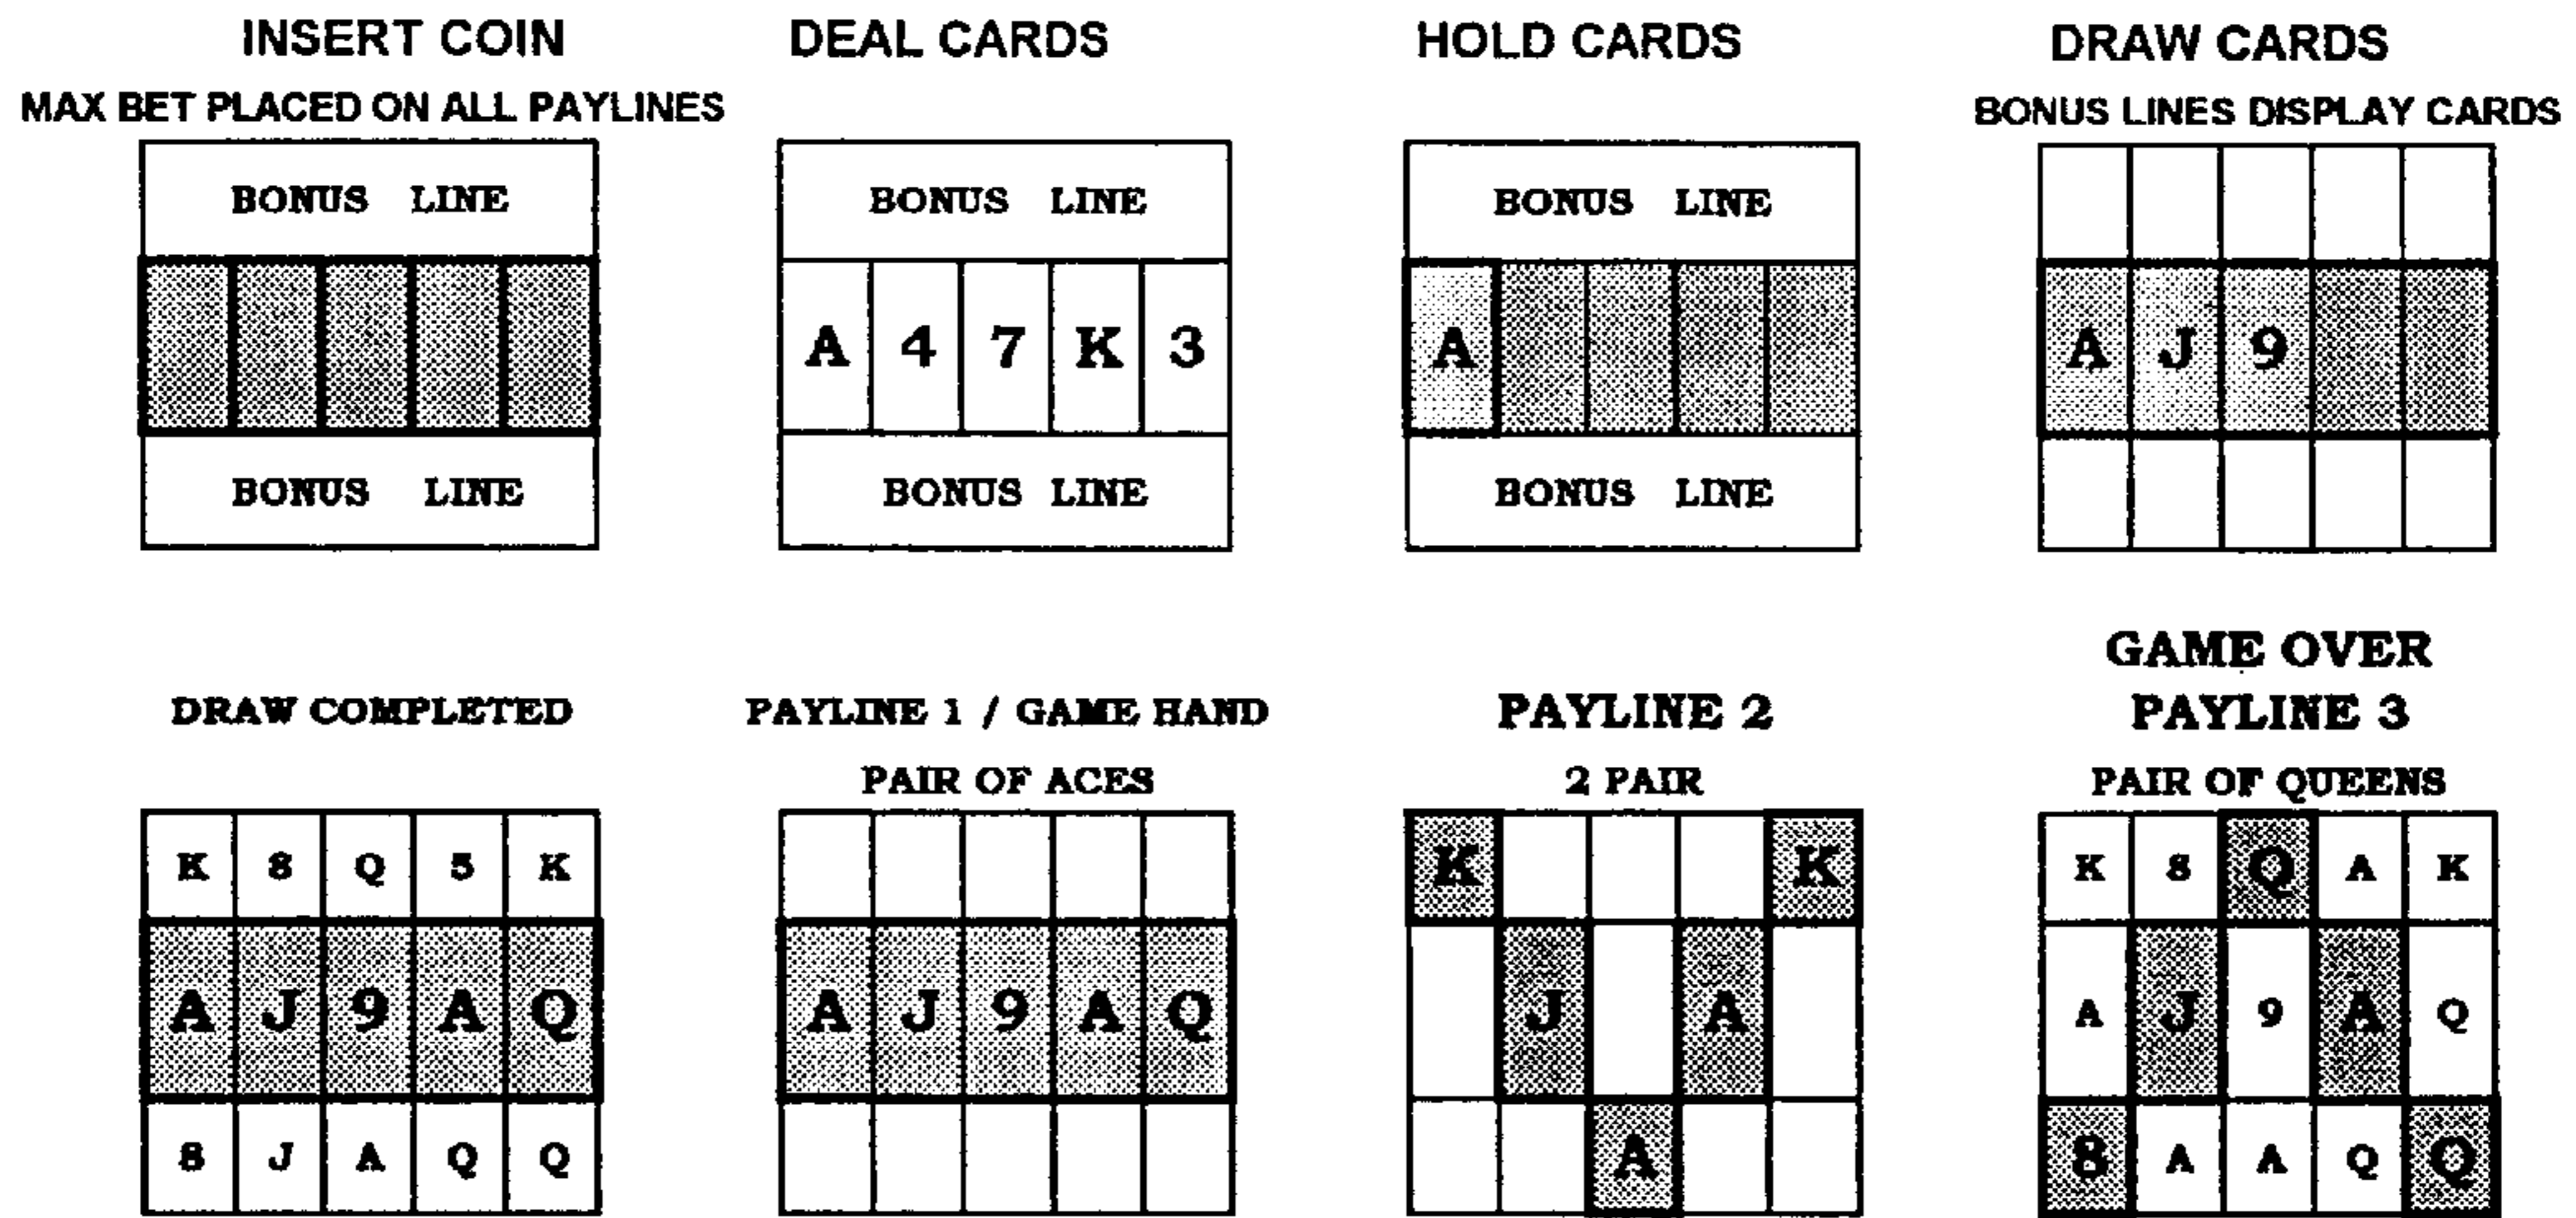 INSERT COIN
MAX BET PLACED ON ALL PAYLINES
BONUS LINE
BONUS LINE
DEAL CARDS
BONUS LINE
A 4 7 K 3
BONUS LINE
HOLD CARDS
BONUS LINE
A
BONUS LINE
DRAW CARDS
BONUS LINES DISPLAY CARDS
A J 9
DRAW COMPLETED
K 8 Q 5 K
A J 9 A Q
8 J A Q Q
PAYLINE 1 / GAME HAND
PAIR OF ACES
A J 9 A Q
PAYLINE 2
2 PAIR
K K
J A
A
GAME OVER
PAYLINE 3
PAIR OF QUEENS
K 8 Q A K
A J 9 A Q
8 A A Q Q